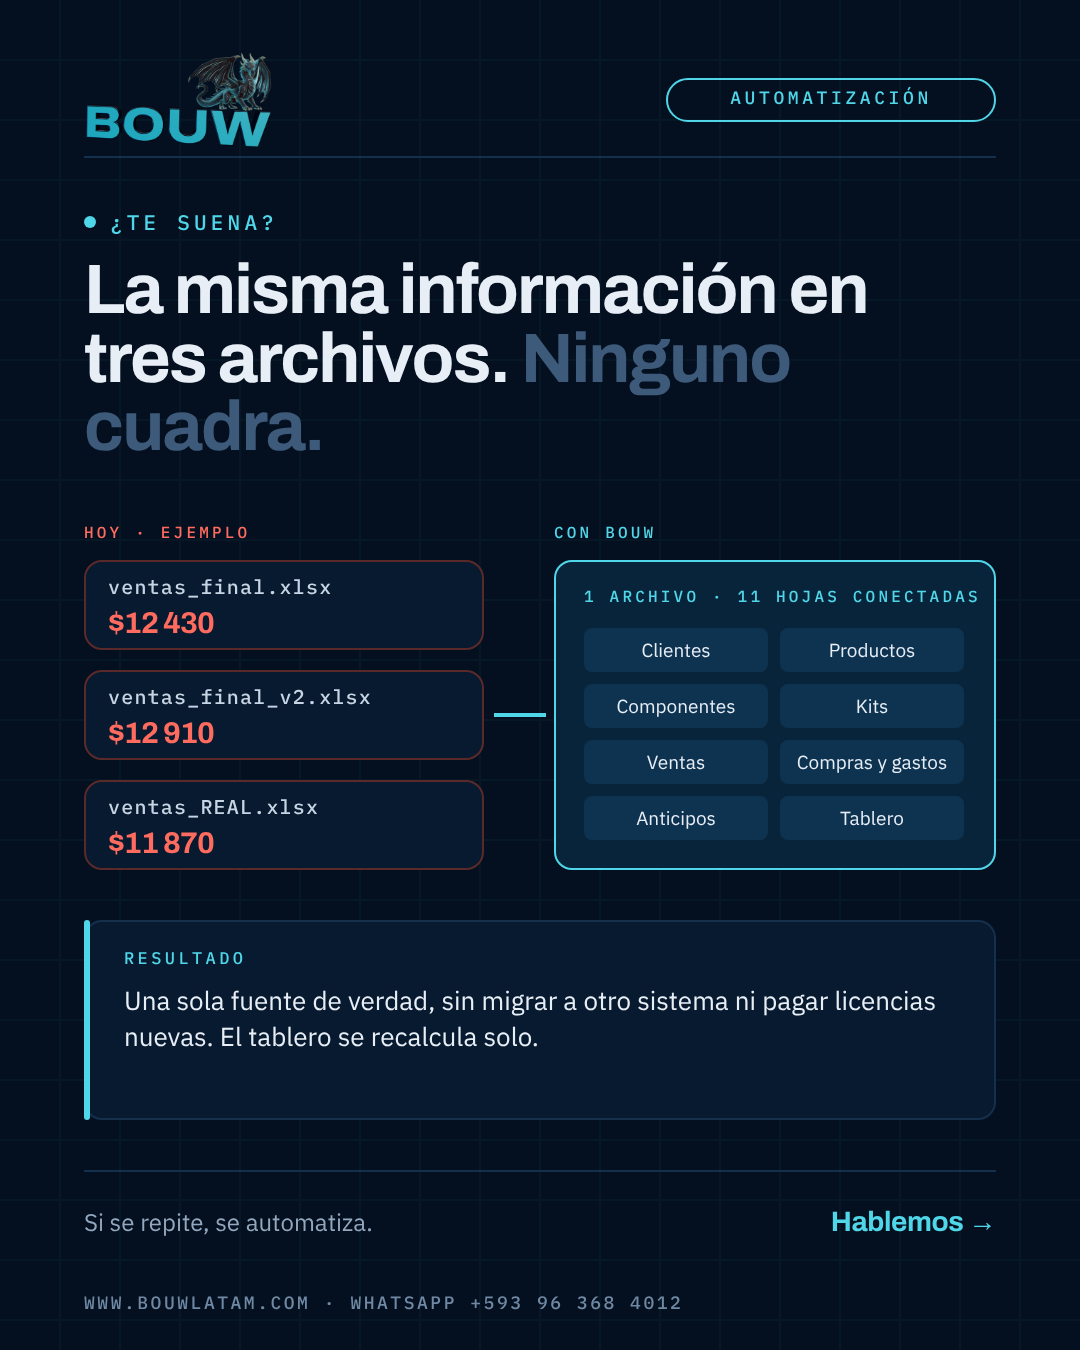 BOUW
AUTOMATIZACIÓN
¿TE SUENA?
La misma información en
tres archivos. Ninguno
cuadra.
HOY · EJEMPLO
ventas_final.xlsx
$12 430
ventas_final_v2.xlsx
$12 910
ventas_REAL.xlsx
$11 870
CON BOUW
1 ARCHIVO · 11 HOJAS CONECTADAS
Clientes
Productos
Componentes
Kits
Ventas
Compras y gastos
Anticipos
Tablero
RESULTADO
Una sola fuente de verdad, sin migrar a otro sistema ni pagar licencias
nuevas. El tablero se recalcula solo.
Si se repite, se automatiza.
Hablemos →
WWW.BOUWLATAM.COM · WHATSAPP +593 96 368 4012